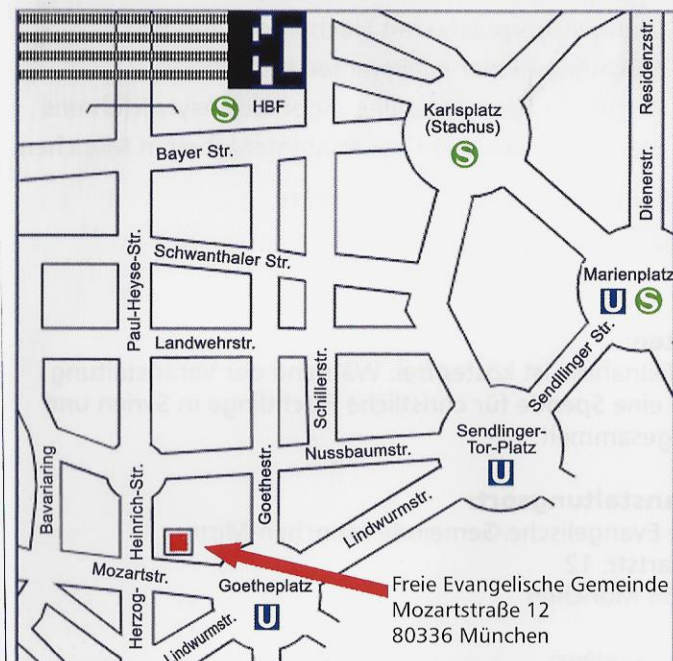 HBF
S
Karlsplatz
(Stachus)
S
Residenzstr.
Dienerstr.
Bayer Str.
Schwanthaler Str.
Paul-Heyse-Str.
Marienplatz
U S
Landwehrstr.
Schillerstr.
Sendlinger Str.
Sendlinger-
Tor-Platz
U
Nussbaumstr.
Bavariaring
Heinrich-Str.
Goethestr.
Lindwurmstr.
Mozartstr.
Herzog-
Goetheplatz
U
Lindwurmstr.
Freie Evangelische Gemeinde
Mozartstraße 12
80336 München